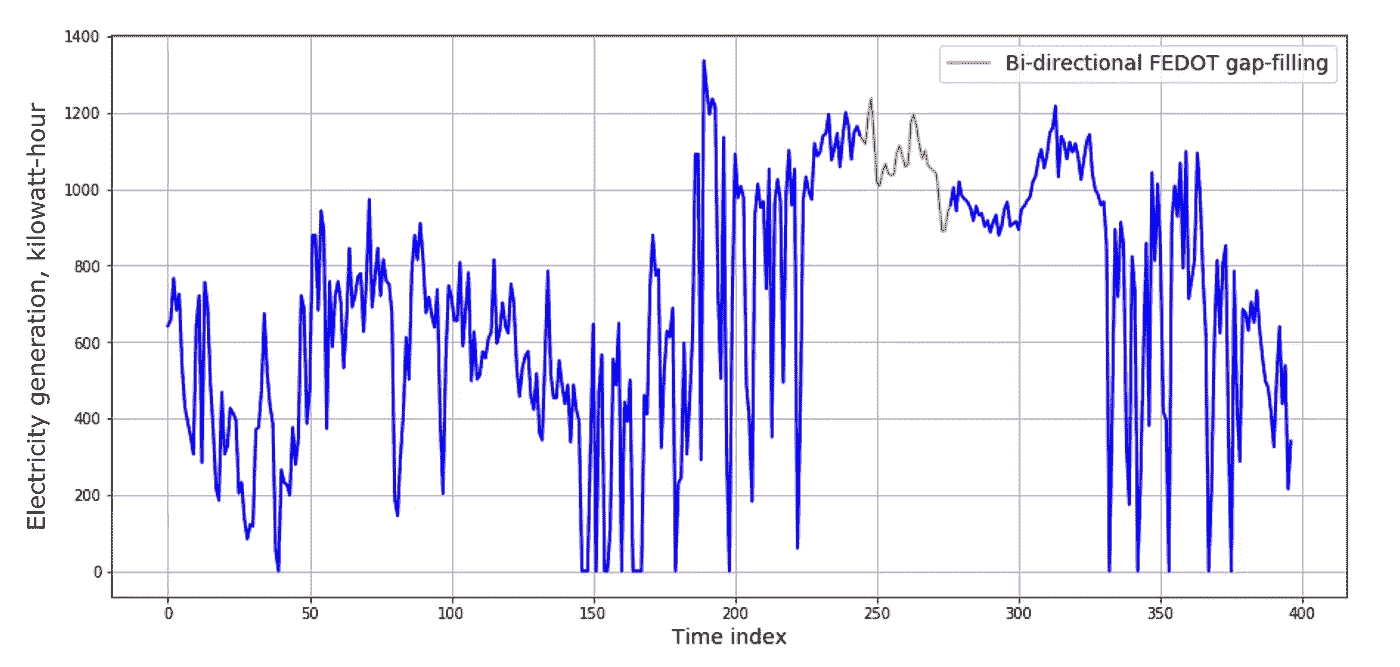 1400
1200
1000
800
600
400
200
0
Electricity generation, kilowatt-hour
Bi-directional FEDOT gap-filling
0 50 100 150 200 250 300 350 400
Time index